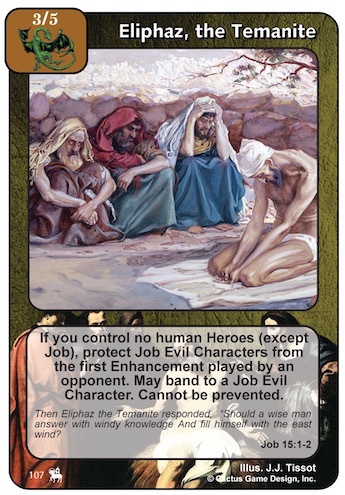 3/5
Eliphaz, the Temanite
If you control no human Heroes (except
Job), protect Job Evil Characters from
the first Enhancement played by an
opponent. May band to a Job Evil
Character. Cannot be prevented.
Then Eliphaz the Temanite responded, "Should a wise man
answer with windy knowledge And fill himself with the east
wind?
Job 15:1-2
Illus. J.J. Tissot
107
© Cactus Game Design, Inc.